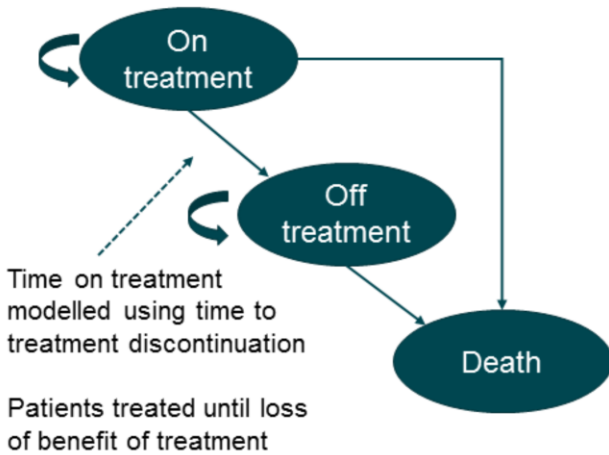 On
treatment
Off
treatment
Time on treatment
modelled using time to
treatment discontinuation
Death
Patients treated until loss
of benefit of treatment